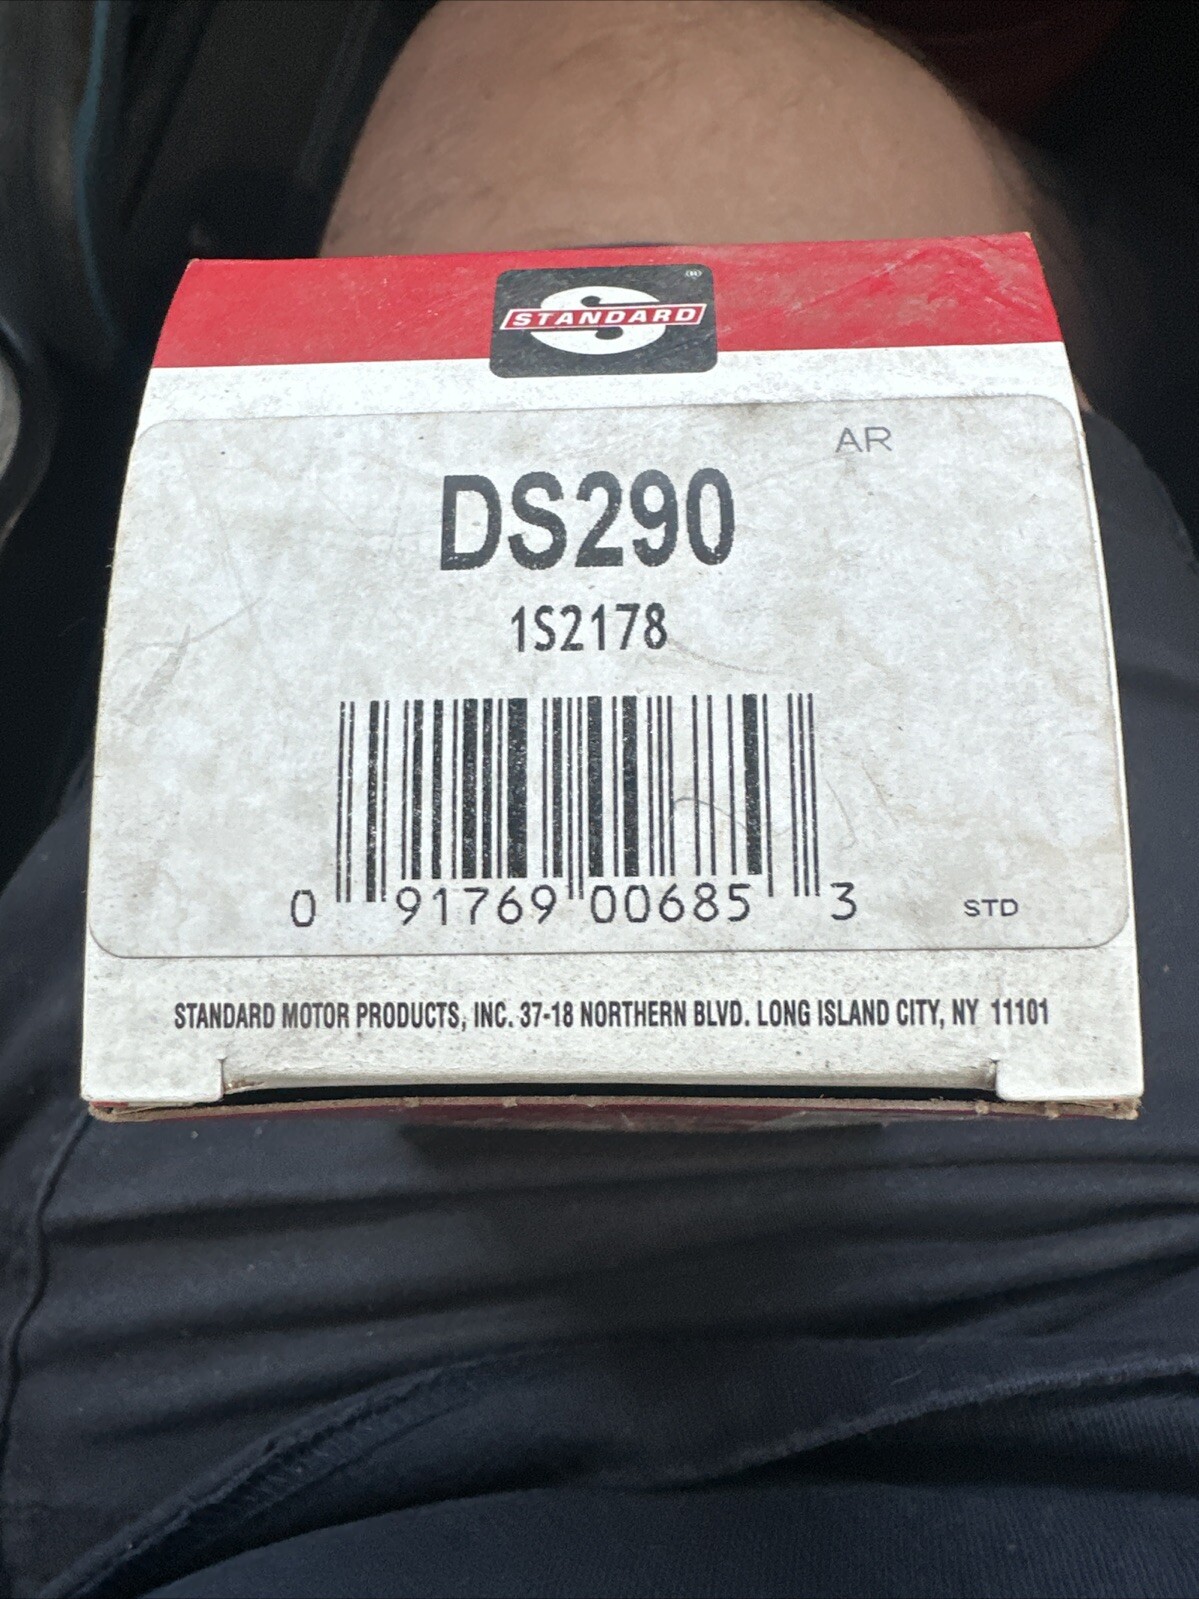 STANDARD ®
AR
DS290
1S2178
0 91769 00685 3
STD
STANDARD MOTOR PRODUCTS, INC. 37-18 NORTHERN BLVD. LONG ISLAND CITY, NY 11101